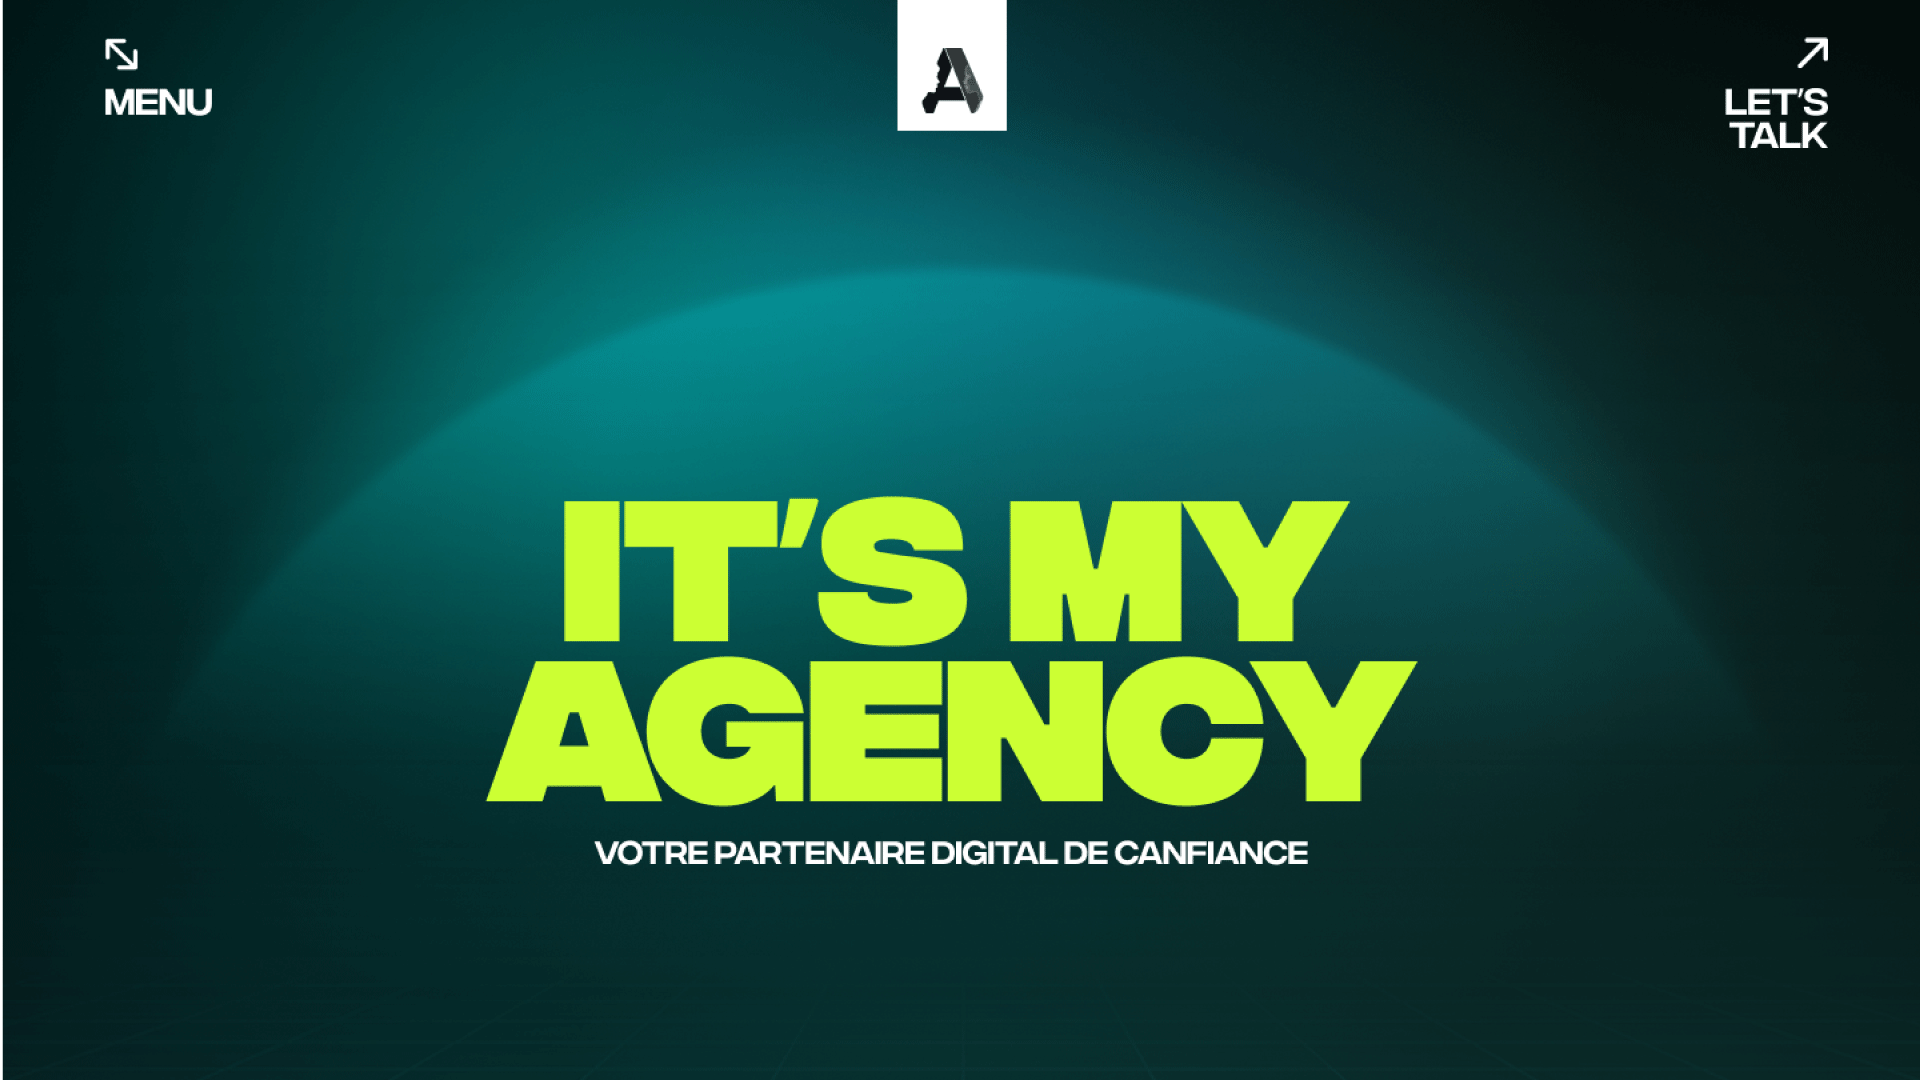 MENU
A
LET'S
TALK
IT'S MY
AGENCY
VOTRE PARTENAIRE DIGITAL DE CANFIANCE